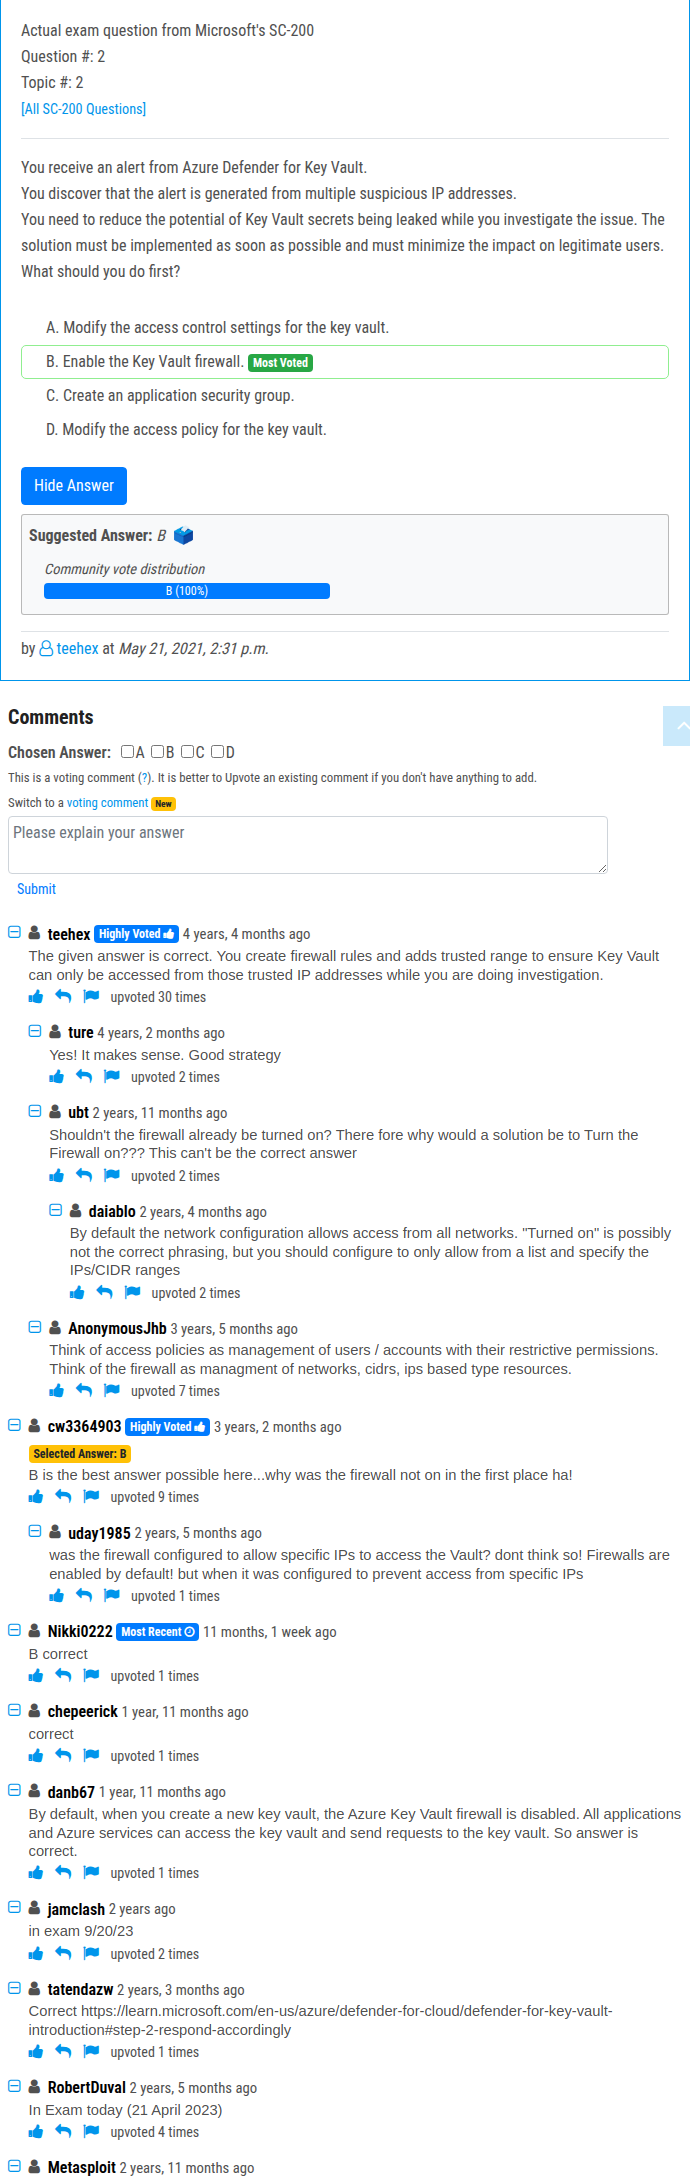 Actual exam question from Microsoft's SC-200
Question #: 2
Topic #: 2
[All SC-200 Questions]
You receive an alert from Azure Defender for Key Vault.
You discover that the alert is generated from multiple suspicious IP addresses.
You need to reduce the potential of Key Vault secrets being leaked while you investigate the issue. The
solution must be implemented as soon as possible and must minimize the impact on legitimate users.
What should you do first?
A. Modify the access control settings for the key vault.
B. Enable the Key Vault firewall. Most Voted
C. Create an application security group.
D. Modify the access policy for the key vault.
Hide Answer
Suggested Answer: B
Community vote distribution
B (100%)
by teehex at May 21, 2021, 2:31 p.m.
Comments
Chosen Answer: A B C D
This is a voting comment (?). It is better to Upvote an existing comment if you don't have anything to add.
Switch to a voting comment New
Please explain your answer
Submit
teehex Highly Voted 4 years, 4 months ago
The given answer is correct. You create firewall rules and adds trusted range to ensure Key Vault
can only be accessed from those trusted IP addresses while you are doing investigation.
upvoted 30 times
ture 4 years, 2 months ago
Yes! It makes sense. Good strategy
upvoted 2 times
ubt 2 years, 11 months ago
Shouldn't the firewall already be turned on? There fore why would a solution be to Turn the
Firewall on??? This can't be the correct answer
upvoted 2 times
daiablo 2 years, 4 months ago
By default the network configuration allows access from all networks. "Turned on" is possibly
not the correct phrasing, but you should configure to only allow from a list and specify the
IPs/CIDR ranges
upvoted 2 times
AnonymousJhb 3 years, 5 months ago
Think of access policies as management of users / accounts with their restrictive permissions.
Think of the firewall as managment of networks, cidrs, ips based type resources.
upvoted 7 times
cw3364903 Highly Voted 3 years, 2 months ago
Selected Answer: B
B is the best answer possible here...why was the firewall not on in the first place ha!
upvoted 9 times
uday1985 2 years, 5 months ago
was the firewall configured to allow specific IPs to access the Vault? dont think so! Firewalls are
enabled by default! but when it was configured to prevent access from specific IPs
upvoted 1 times
Nikki0222 Most Recent 11 months, 1 week ago
B correct
upvoted 1 times
chepeerick 1 year, 11 months ago
correct
upvoted 1 times
danb67 1 year, 11 months ago
By default, when you create a new key vault, the Azure Key Vault firewall is disabled. All applications
and Azure services can access the key vault and send requests to the key vault. So answer is
correct.
upvoted 1 times
jamclash 2 years ago
in exam 9/20/23
upvoted 2 times
tatendazw 2 years, 3 months ago
Correct https://learn.microsoft.com/en-us/azure/defender-for-cloud/defender-for-key-vault-
introduction#step-2-respond-accordingly
upvoted 1 times
RobertDuval 2 years, 5 months ago
In Exam today (21 April 2023)
upvoted 4 times
Metasploit 2 years, 11 months ago